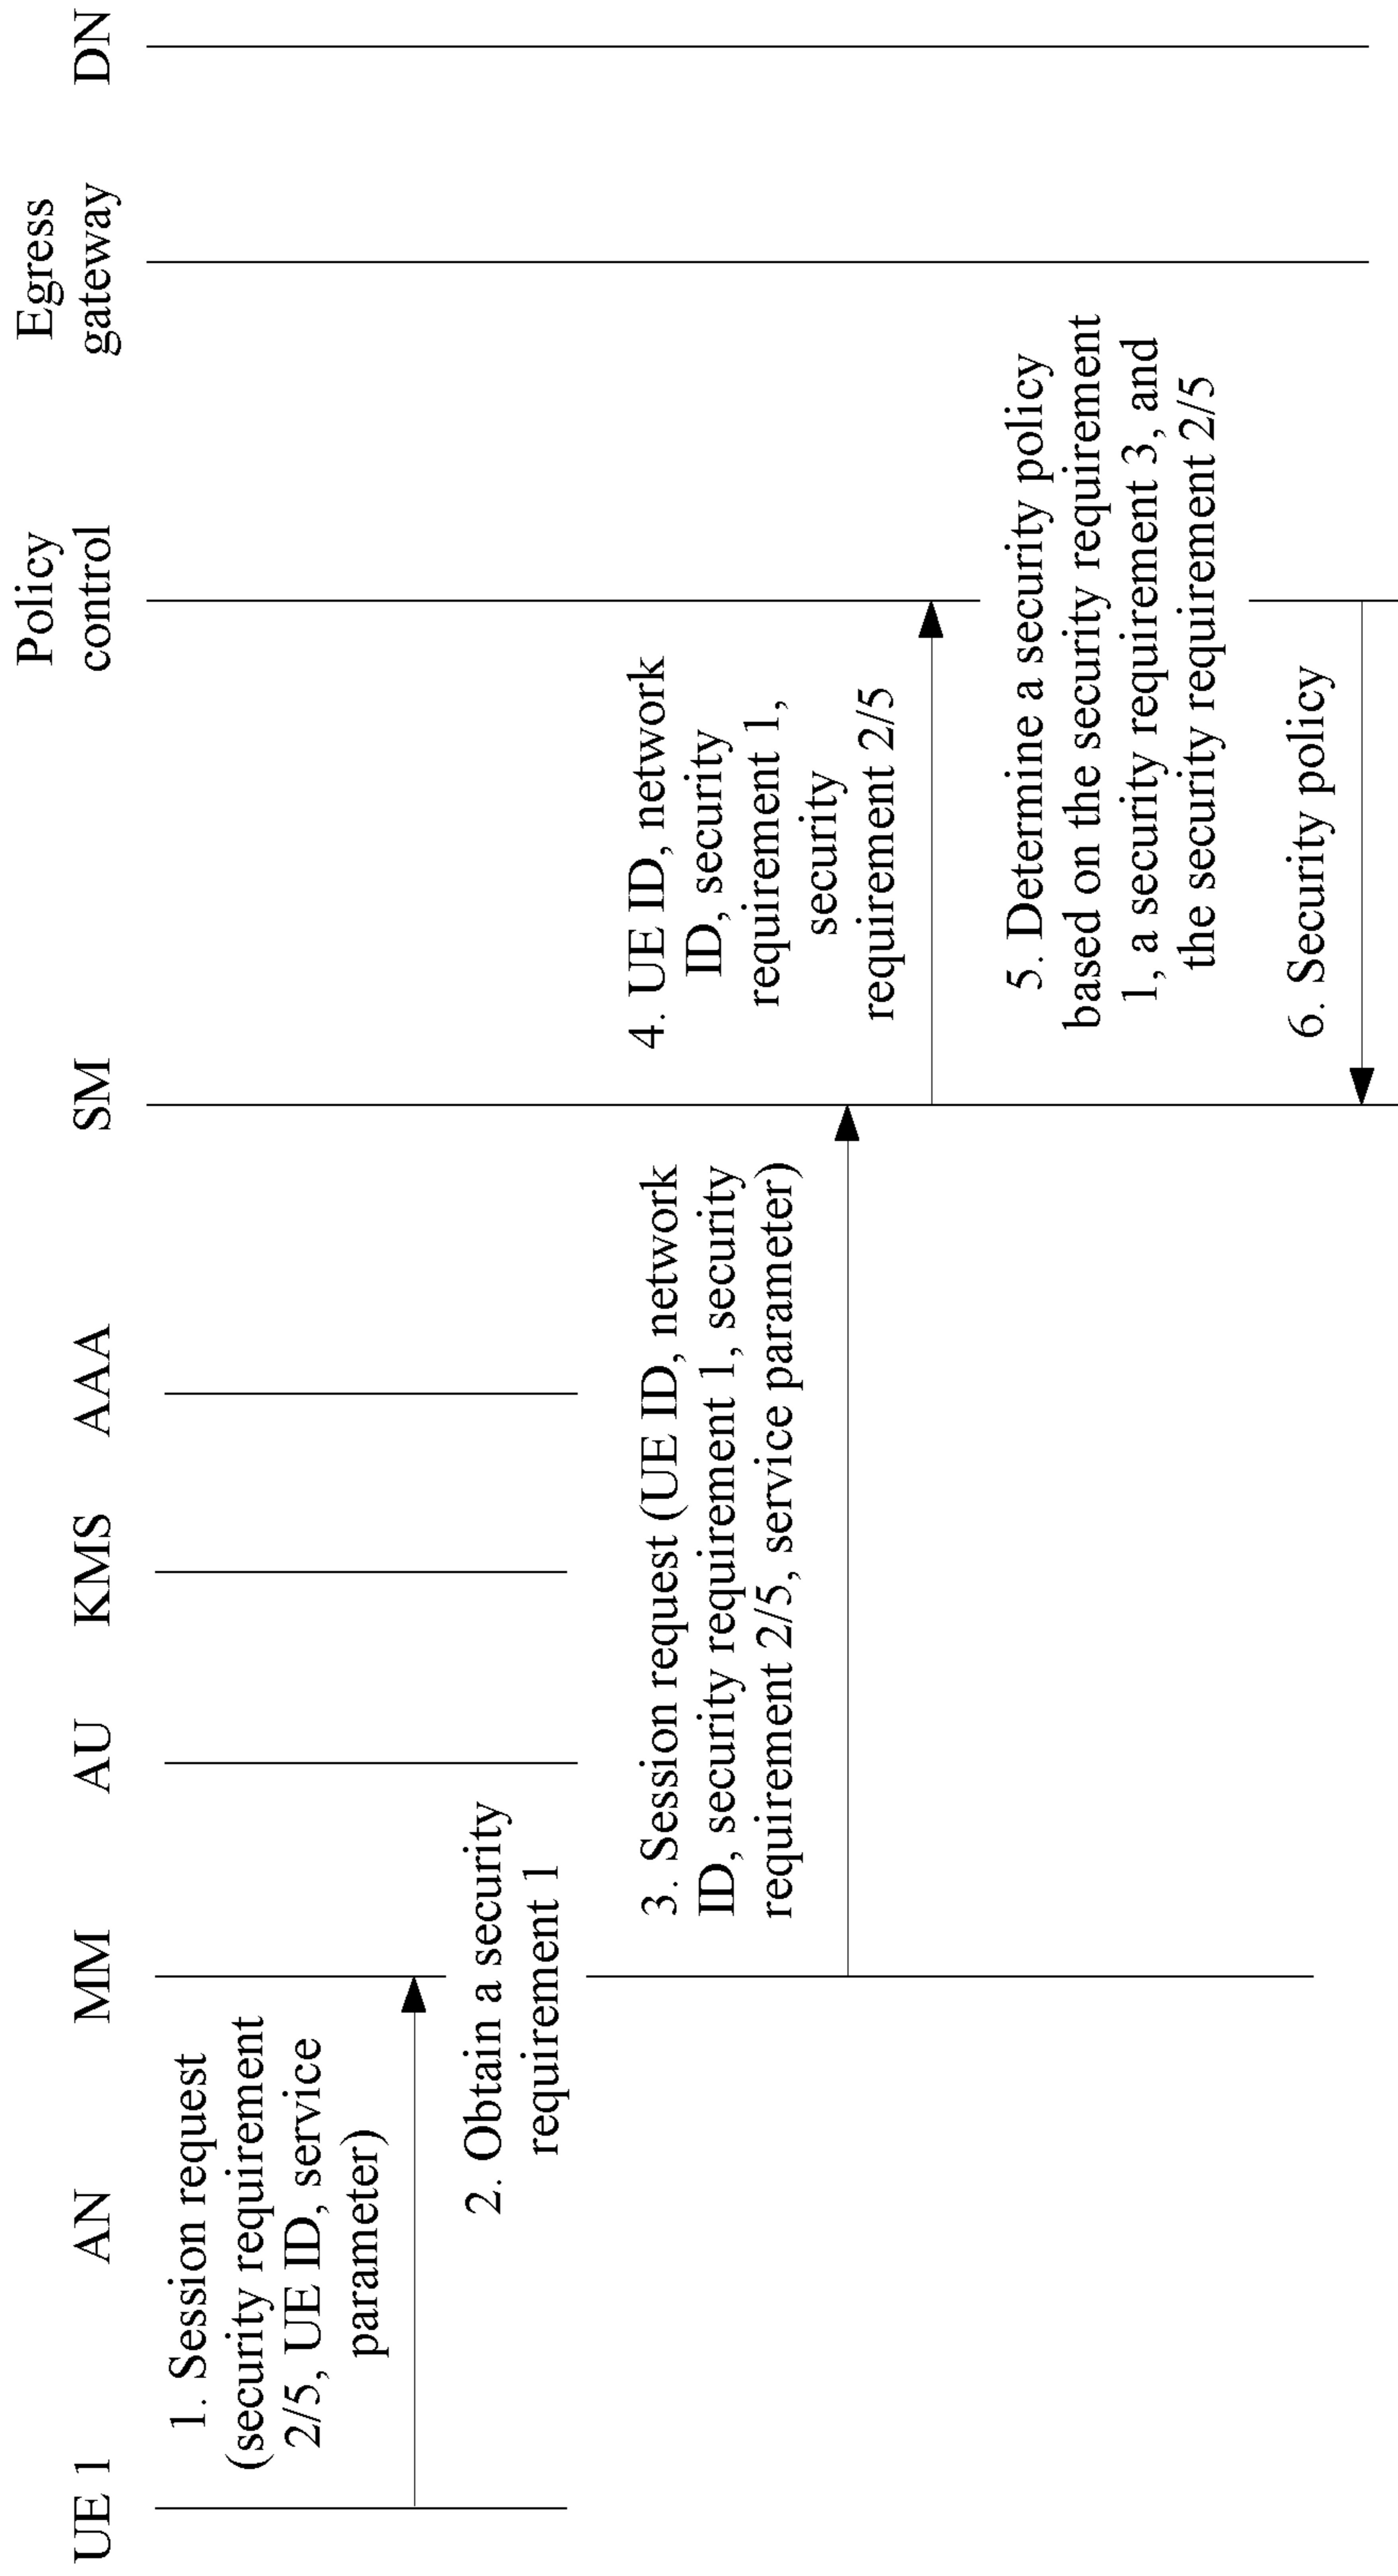 UE 1
AN
MM
AU
KMS
AAA
SM
Policy
control
Egress
gateway
DN
1. Session request
(security requirement
2/5, UE ID, service
parameter)
2. Obtain a security
requirement 1
3. Session request (UE ID, network
ID, security requirement 1, security
requirement 2/5, service parameter)
4. UE ID, network
ID, security
requirement 1,
security
requirement 2/5
5. Determine a security policy
based on the security requirement
1, a security requirement 3, and
the security requirement 2/5
6. Security policy